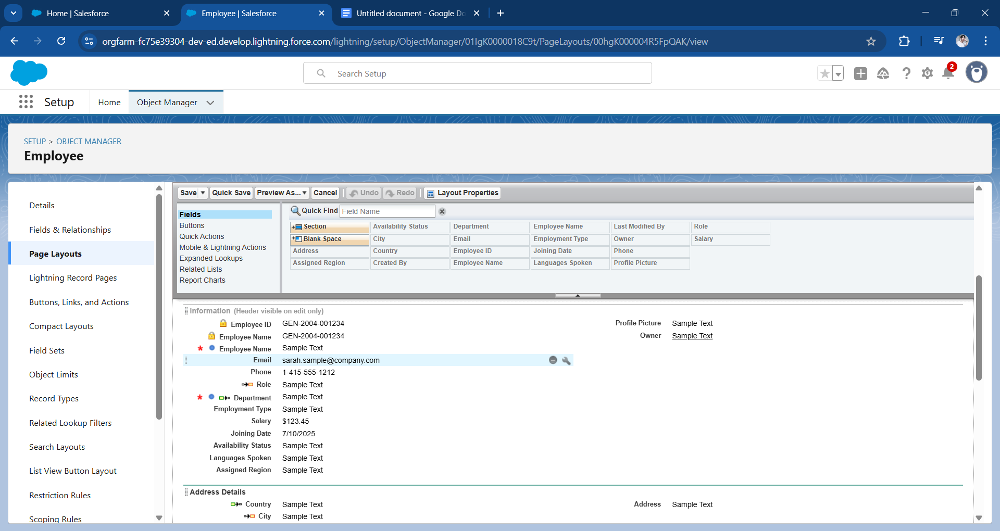 Home | Salesforce
Employee | Salesforce
Untitled document - Google Do
orgfarm-fc75e39304-dev-ed.develop.lightning.force.com/lightning/setup/ObjectManager/01IgK0000018C9t/PageLayouts/00hgK000004R5FpQAK/view
Search Setup
2
Setup
Home
Object Manager
SETUP > OBJECT MANAGER
Employee
Details
Fields & Relationships
Page Layouts
Lightning Record Pages
Buttons, Links, and Actions
Compact Layouts
Field Sets
Object Limits
Record Types
Related Lookup Filters
Search Layouts
List View Button Layout
Restriction Rules
Scoping Rules
Save Quick Save Preview As... Cancel Undo Redo Layout Properties
Fields
Buttons
Quick Actions
Mobile & Lightning Actions
Expanded Lookups
Related Lists
Report Charts
Quick Find Field Name
Section Availability Status Department Employee Name Last Modified By Role
Blank Space City Email Employment Type Owner Salary
Address Country Employee ID Joining Date Phone
Assigned Region Created By Employee Name Languages Spoken Profile Picture
Information (Header visible on edit only)
Employee ID GEN-2004-001234 Profile Picture Sample Text
Employee Name GEN-2004-001234 Owner Sample Text
* Employee Name Sample Text
Email sarah.sample@company.com
Phone 1-415-555-1212
Role Sample Text
* Department Sample Text
Employment Type Sample Text
Salary $123.45
Joining Date 7/10/2025
Availability Status Sample Text
Languages Spoken Sample Text
Assigned Region Sample Text
Address Details
Country Sample Text Address Sample Text
City Sample Text